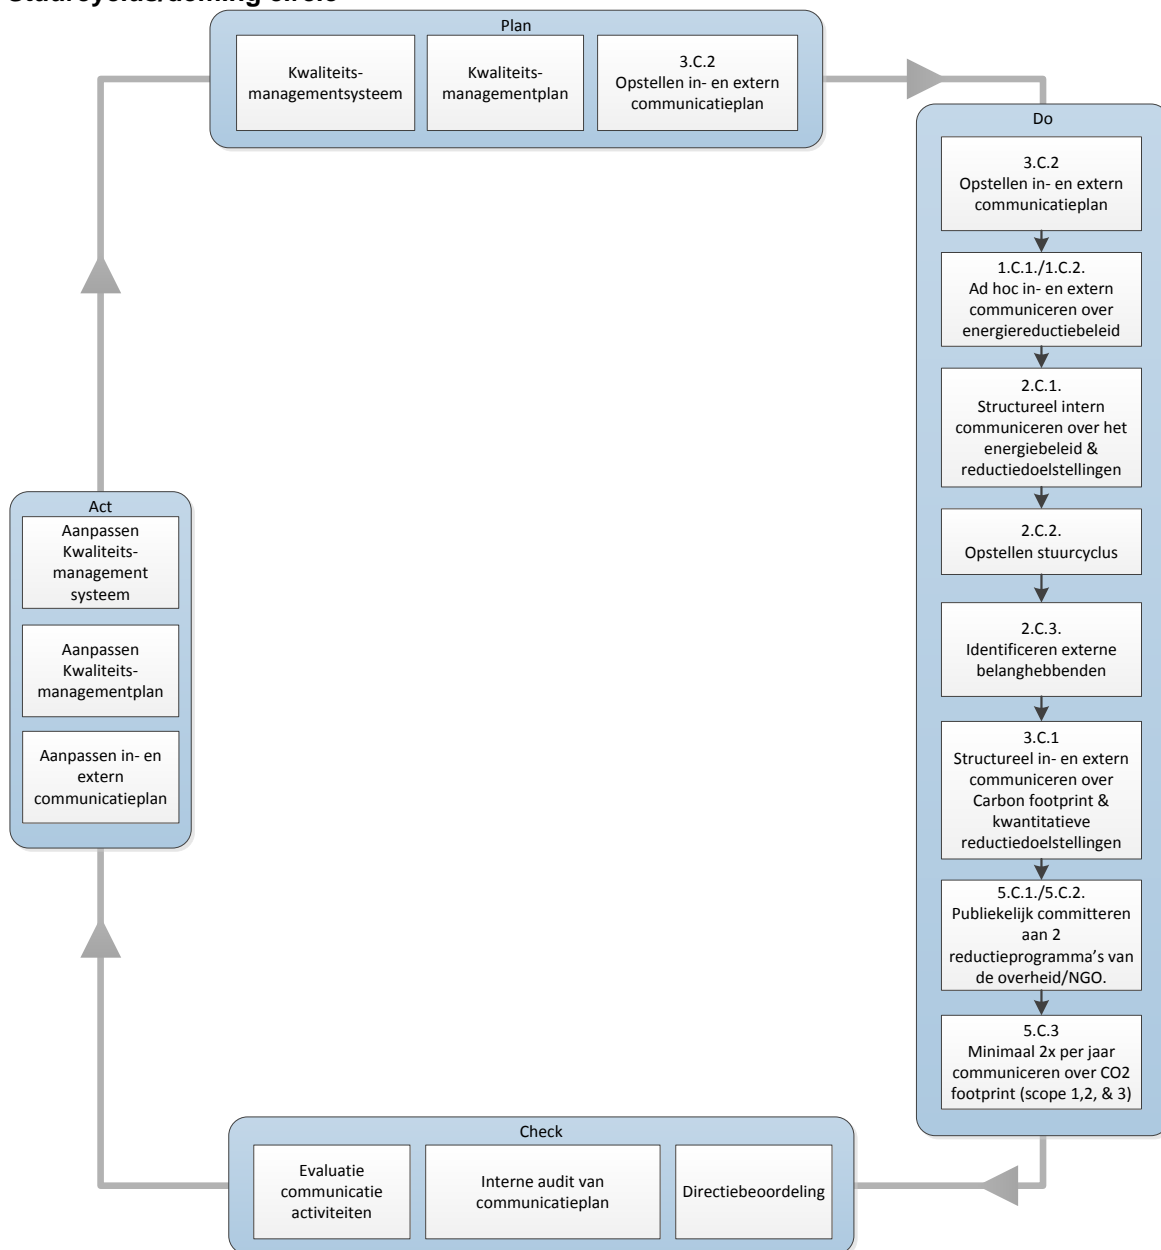 Stuurcyclus/deming circle
Plan
Kwaliteits-
managementsysteem
Kwaliteits-
managementplan
3.C.2
Opstellen in- en extern
communicatieplan
Do
3.C.2
Opstellen in- en extern
communicatieplan
1.C.1./1.C.2.
Ad hoc in- en extern
communiceren over
energiereductiebeleid
2.C.1.
Structureel intern
communiceren over het
energiebeleid &
reductiedoelstellingen
2.C.2.
Opstellen stuurcyclus
2.C.3.
Identificeren externe
belanghebbenden
3.C.1
Structureel in- en extern
communiceren over
Carbon footprint &
kwantitatieve
reductiedoelstellingen
5.C.1./5.C.2.
Publiekelijk committeren
aan 2
reductieprogramma's van
de overheid/NGO.
5.C.3
Minimaal 2x per jaar
communiceren over CO2
footprint (scope 1,2, & 3)
Check
Evaluatie
communicatie
activiteiten
Interne audit van
communicatieplan
Directiebeoordeling
Act
Aanpassen
Kwaliteits-
management
systeem
Aanpassen
Kwaliteits-
managementplan
Aanpassen in- en
extern
communicatieplan